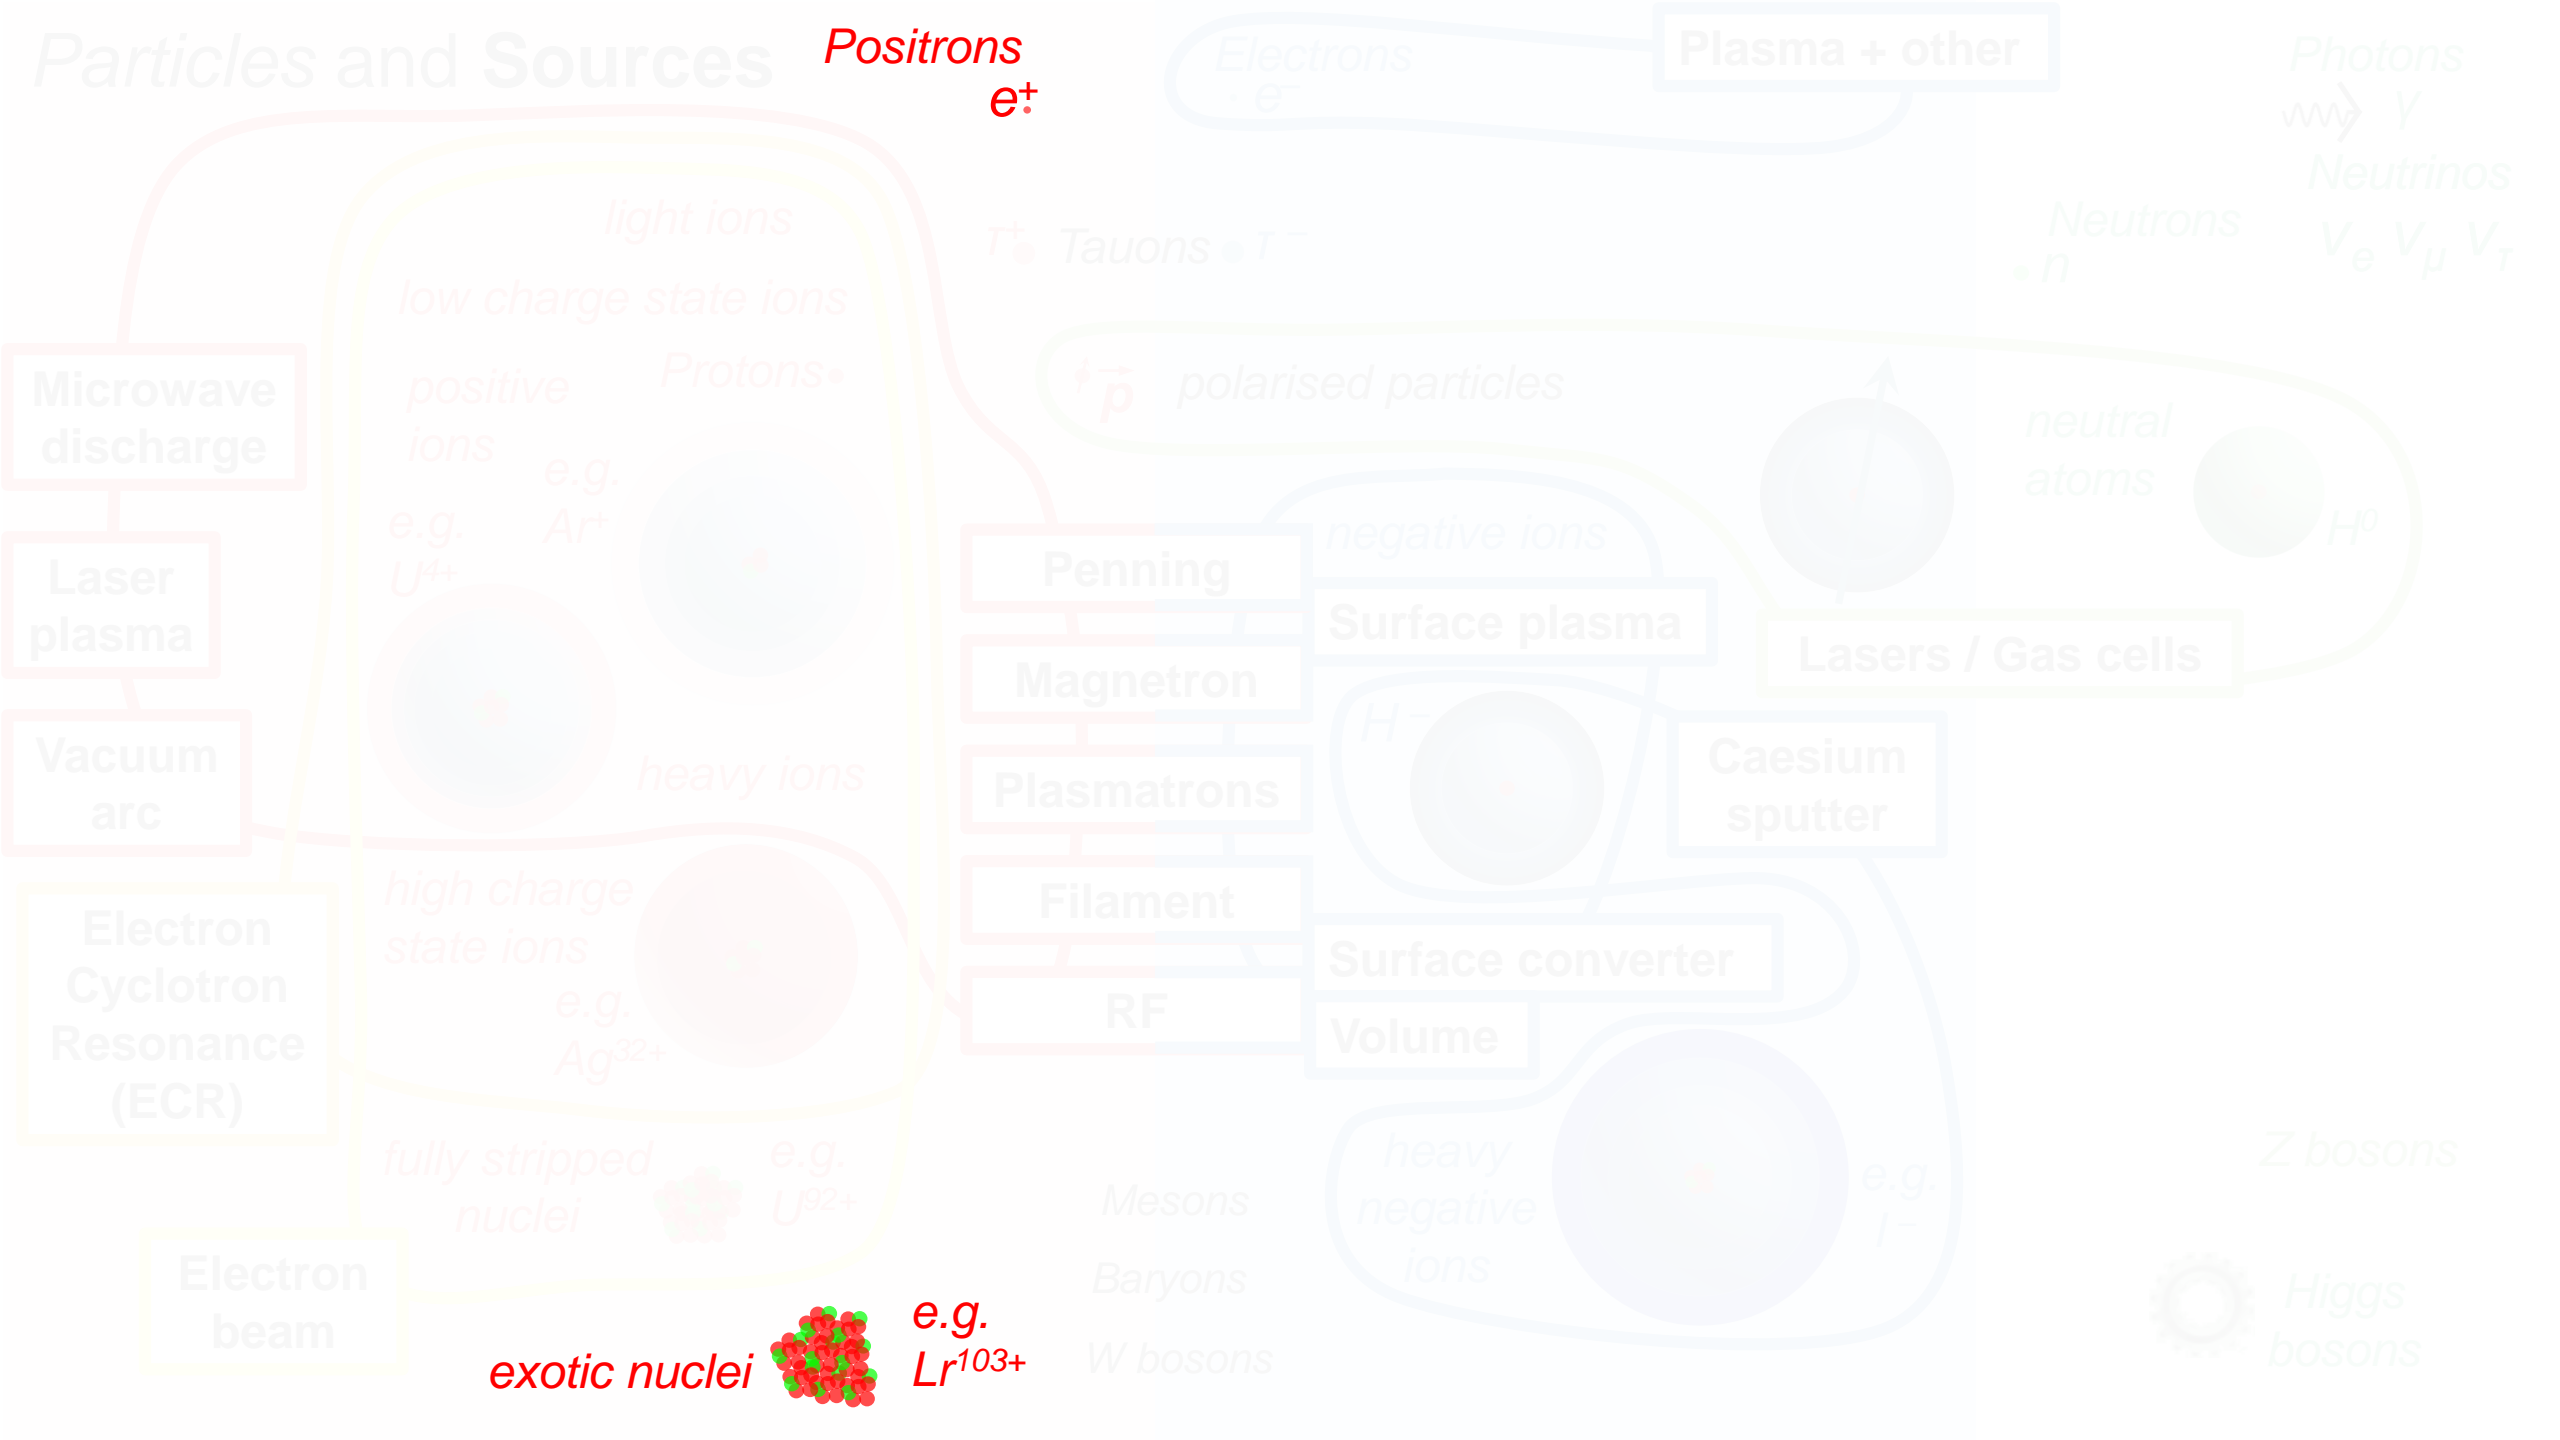 Particles and Sources
Positrons
e+
Electrons
e–
Plasma + other
Photons
γ
Neutrinos
νe νμ ντ
Neutrons
n
τ+ Tauons τ –
light ions
low charge state ions
positive
ions
Protons
e.g.
Ar+
e.g.
U4+
heavy ions
high charge
state ions
e.g.
Ag32+
fully stripped
nuclei
e.g.
U92+
exotic nuclei
e.g.
Lr103+
Microwave
discharge
Laser
plasma
Vacuum
arc
Electron
Cyclotron
Resonance
(ECR)
Electron
beam
p polarised particles
neutral
atoms
H0
Penning
Magnetron
Plasmatrons
Filament
RF
negative ions
Surface plasma
Lasers / Gas cells
H –
Caesium
sputter
Surface converter
Volume
heavy
negative
ions
e.g.
I –
Mesons
Baryons
W bosons
Z bosons
Higgs
bosons